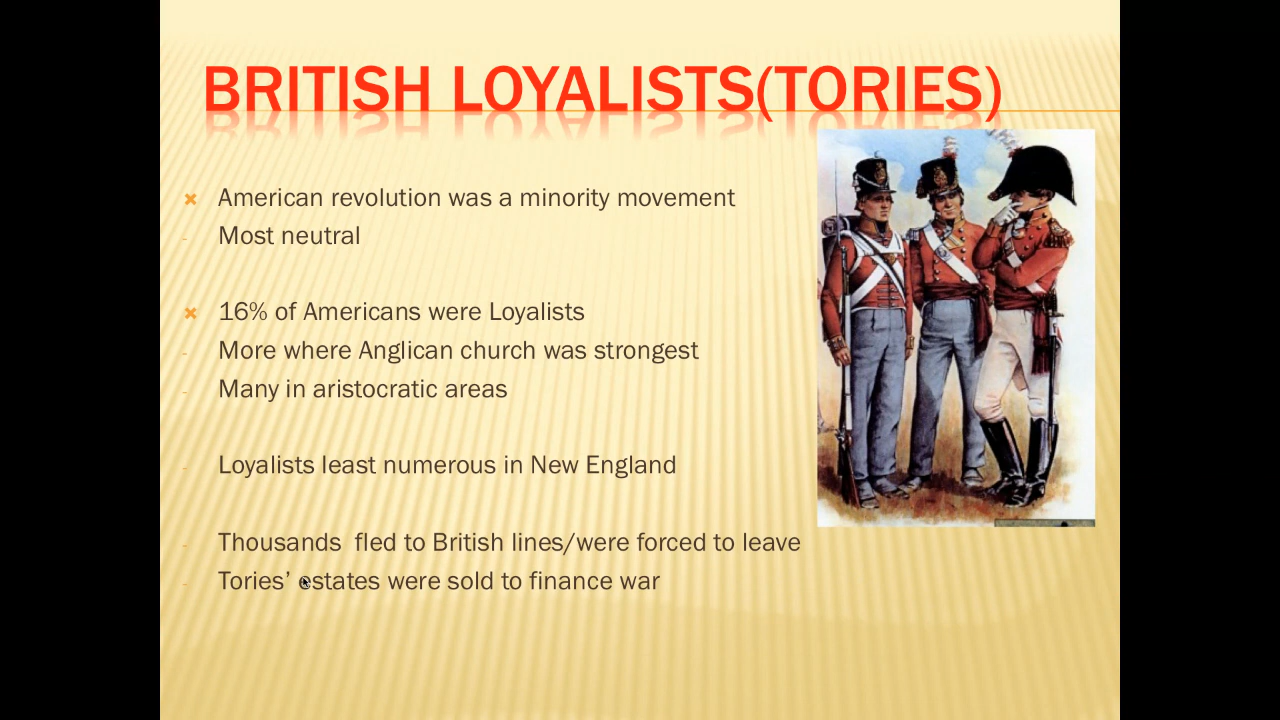 BRITISH LOYALISTS(TORIES)
American revolution was a minority movement
Most neutral
16% of Americans were Loyalists
More where Anglican church was strongest
Many in aristocratic areas
Loyalists least numerous in New England
Thousands  fled to British lines/were forced to leave
Tories’ estates were sold to finance war